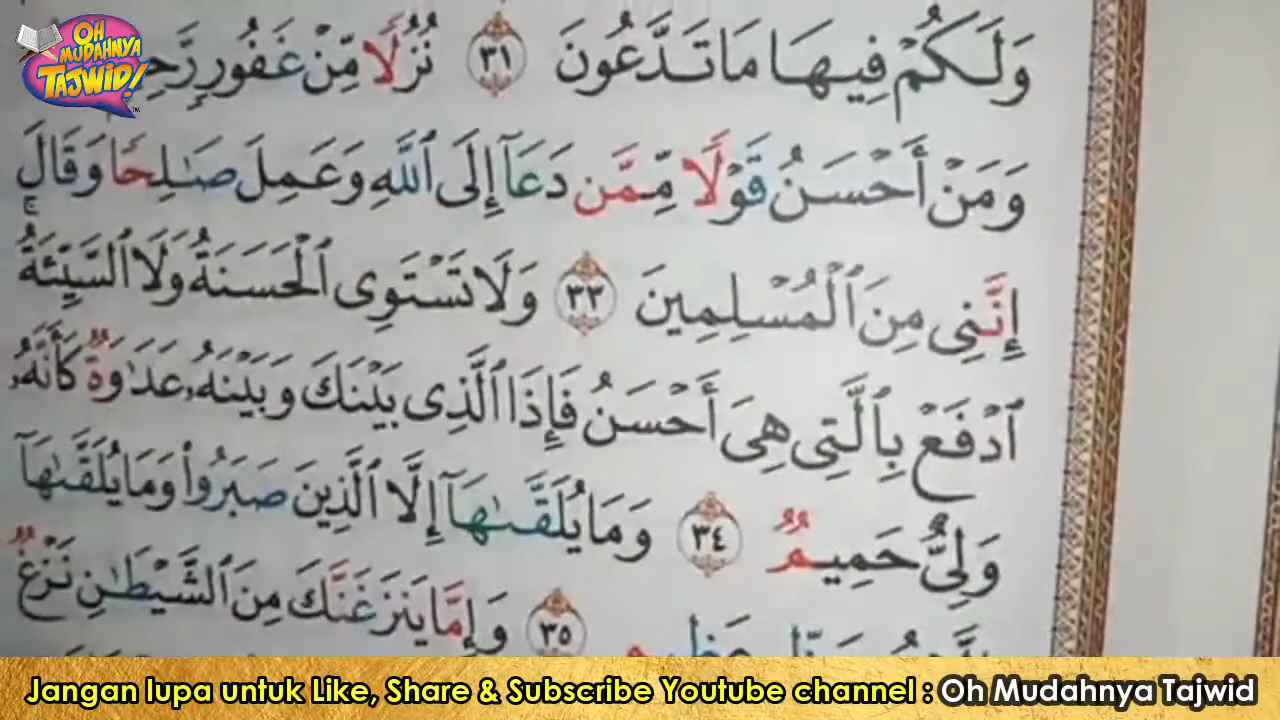 OH
MUDAHNYA
TAJWID!
وَلَكُمْ فِيهَا مَا تَدَّعُونَ ٣١ نُزُلًا مِّنْ غَفُورٍ
وَمَنْ أَحْسَنُ قَوْلًا مِّمَّن دَعَآ إِلَى ٱللَّهِ وَعَمِلَ صَٰلِحًا وَقَالَ
إِنَّنِى مِنَ ٱلْمُسْلِمِينَ ٣٣ وَلَا تَسْتَوِى ٱلْحَسَنَةُ وَلَا ٱلسَّيِّئَةُ ۚ
ٱدْفَعْ بِٱلَّتِى هِىَ أَحْسَنُ فَإِذَا ٱلَّذِى بَيْنَكَ وَبَيْنَهُۥ عَدَٰوَةٌ كَأَنَّهُۥ
وَلِىٌّ حَمِيمٌ ٣٤ وَمَا يُلَقَّىٰهَآ إِلَّا ٱلَّذِينَ صَبَرُوا۟ وَمَا يُلَقَّىٰهَآ
٣٥ وَإِمَّا يَنزَغَنَّكَ مِنَ ٱلشَّيْطَٰنِ نَزْغٌ
Jangan lupa untuk Like, Share & Subscribe Youtube channel : Oh Mudahnya Tajwid